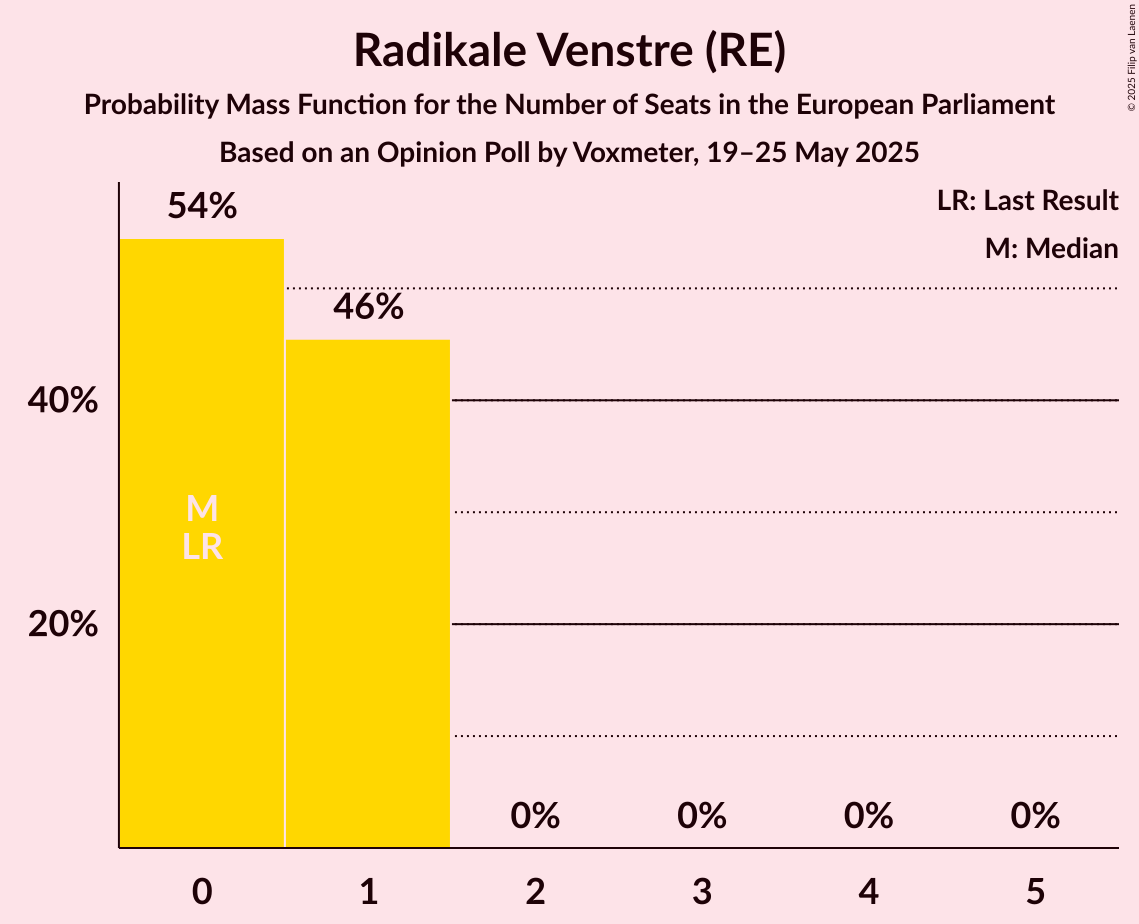 Radikale Venstre (RE)
Probability Mass Function for the Number of Seats in the European Parliament
Based on an Opinion Poll by Voxmeter, 19–25 May 2025
© 2025 Filip van Laenen
LR: Last Result
M: Median
54%
46%
40%
20%
M
LR
0%
0%
0%
0%
0
1
2
3
4
5